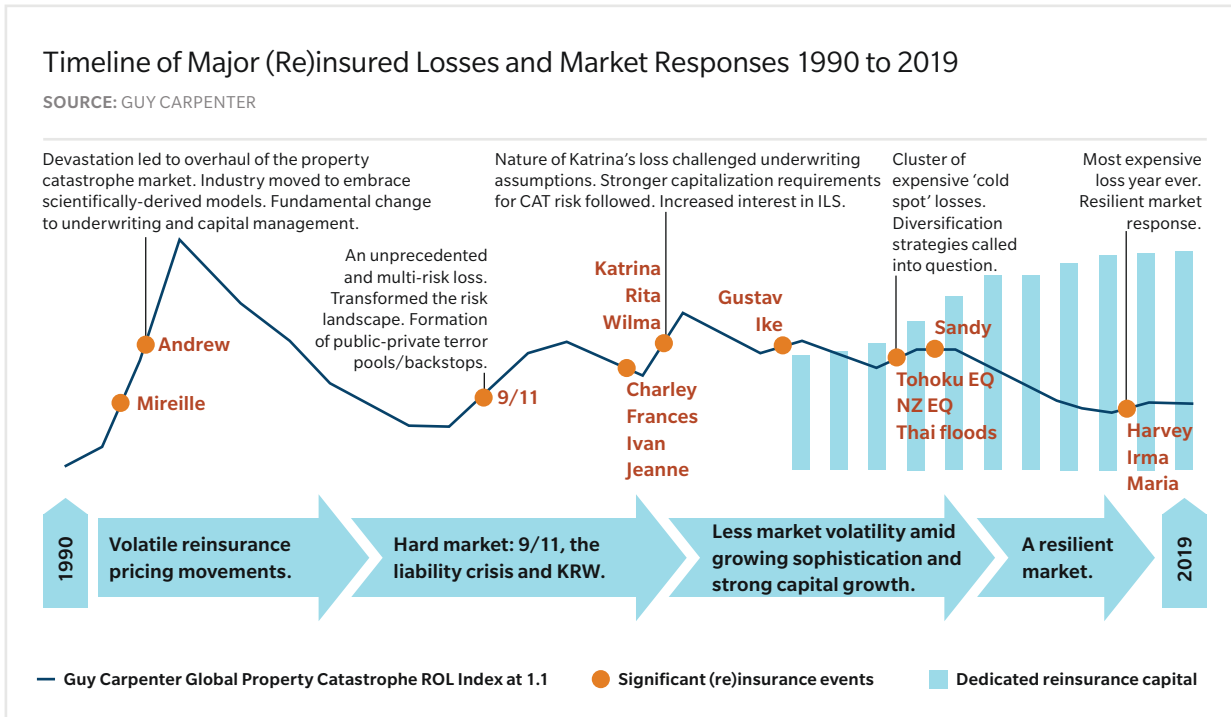 Timeline of Major (Re)insured Losses and Market Responses 1990 to 2019
SOURCE: GUY CARPENTER
Devastation led to overhaul of the property
catastrophe market. Industry moved to embrace
scientifically-derived models. Fundamental change
to underwriting and capital management.
An unprecedented
and multi-risk loss.
Transformed the risk
landscape. Formation
of public-private terror
pools/backstops.
Nature of Katrina's loss challenged underwriting
assumptions. Stronger capitalization requirements
for CAT risk followed. Increased interest in ILS.
Cluster of
expensive 'cold
spot' losses.
Diversification
strategies called
into question.
Most expensive
loss year ever.
Resilient market
response.
Andrew
Mireille
9/11
Katrina
Rita
Wilma
Charley
Frances
Ivan
Jeanne
Gustav
Ike
Sandy
Tohoku EQ
NZ EQ
Thai floods
Harvey
Irma
Maria
1990
Volatile reinsurance
pricing movements.
Hard market: 9/11, the
liability crisis and KRW.
Less market volatility amid
growing sophistication and
strong capital growth.
A resilient
market.
2019
Guy Carpenter Global Property Catastrophe ROL Index at 1.1
Significant (re)insurance events
Dedicated reinsurance capital